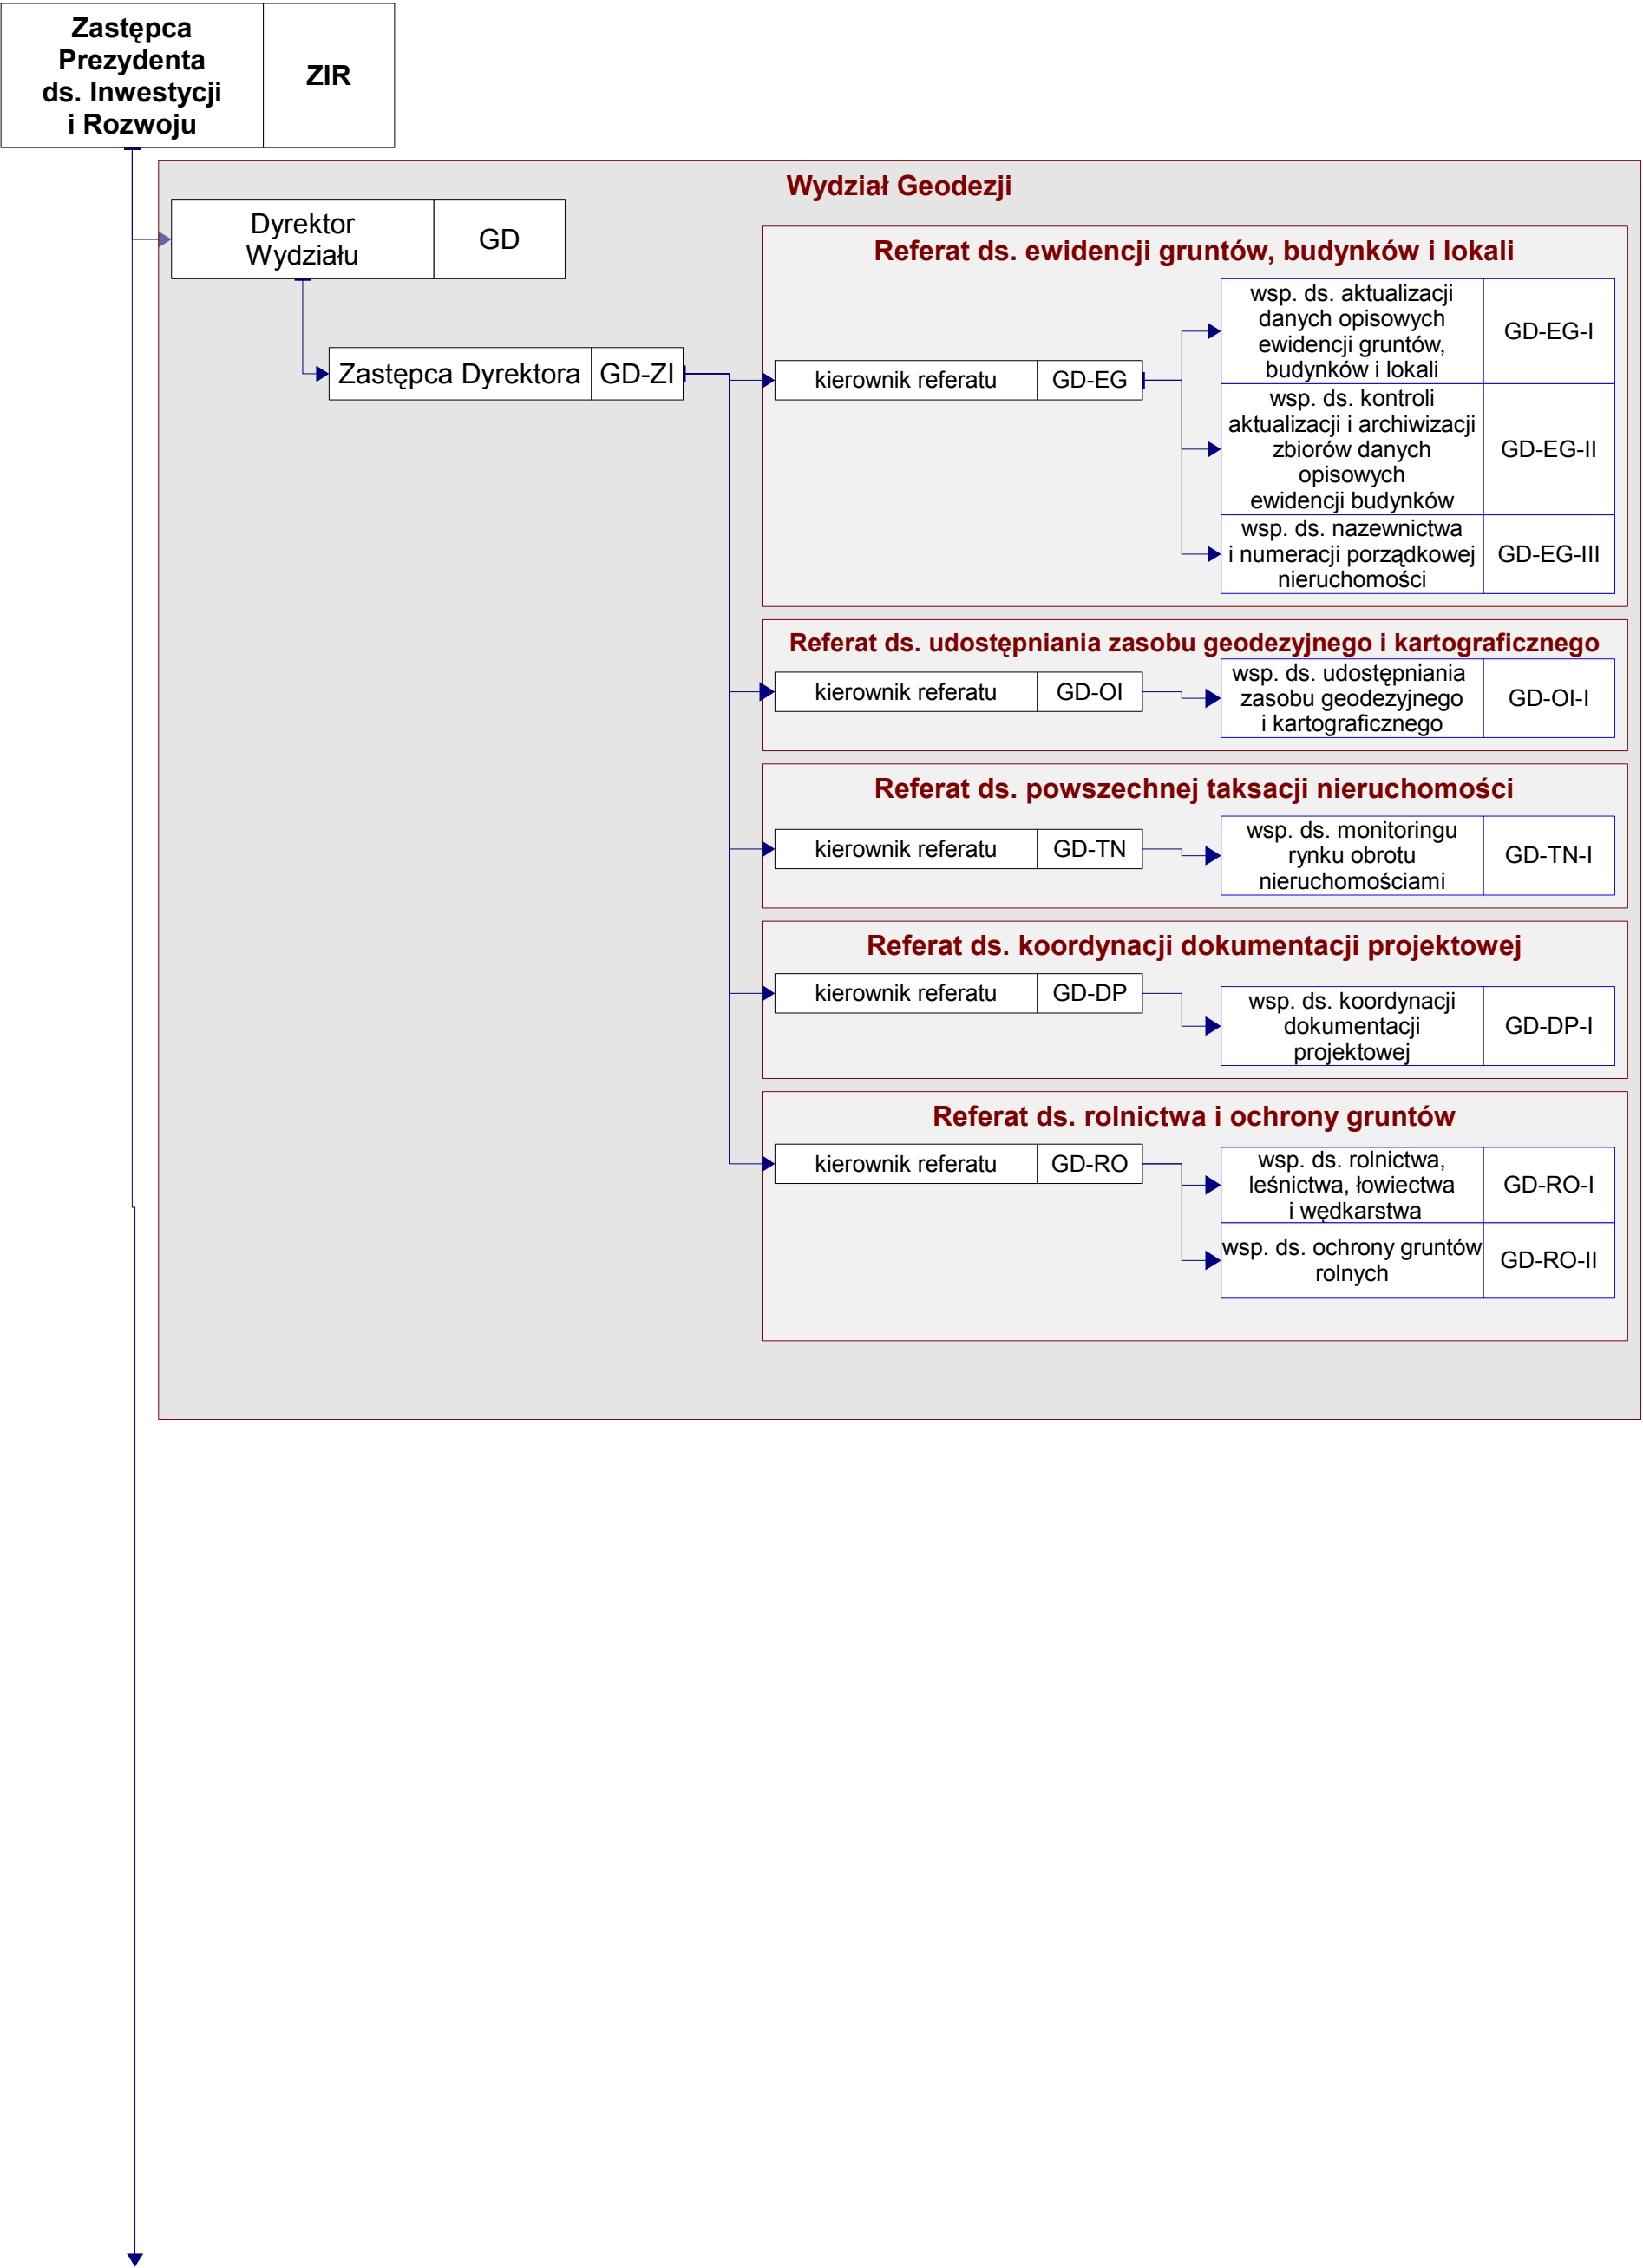 Zastępca
Prezydenta
ds. Inwestycji
i Rozwoju
ZIR
Wydział Geodezji
Dyrektor
Wydziału
GD
Zastępca Dyrektora
GD-ZI
Referat ds. ewidencji gruntów, budynków i lokali
kierownik referatu
GD-EG
wsp. ds. aktualizacji
danych opisowych
ewidencji gruntów,
budynków i lokali
GD-EG-I
wsp. ds. kontroli
aktualizacji i archiwizacji
zbiorów danych
opisowych
ewidencji budynków
GD-EG-II
wsp. ds. nazewnictwa
i numeracji porządkowej
nieruchomości
GD-EG-III
Referat ds. udostępniania zasobu geodezyjnego i kartograficznego
kierownik referatu
GD-OI
wsp. ds. udostępniania
zasobu geodezyjnego
i kartograficznego
GD-OI-I
Referat ds. powszechnej taksacji nieruchomości
kierownik referatu
GD-TN
wsp. ds. monitoringu
rynku obrotu
nieruchomościami
GD-TN-I
Referat ds. koordynacji dokumentacji projektowej
kierownik referatu
GD-DP
wsp. ds. koordynacji
dokumentacji
projektowej
GD-DP-I
Referat ds. rolnictwa i ochrony gruntów
kierownik referatu
GD-RO
wsp. ds. rolnictwa,
leśnictwa, łowiectwa
i wędkarstwa
GD-RO-I
wsp. ds. ochrony gruntów
rolnych
GD-RO-II